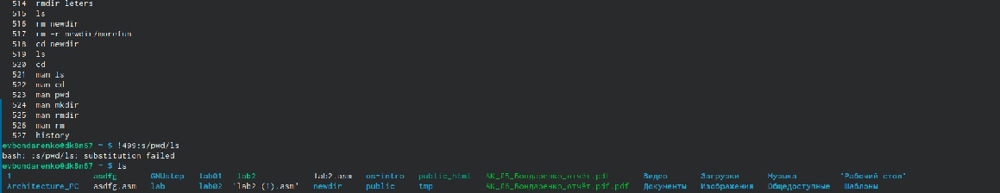 514 rmdir leters
515 ls
516 rm newdir
517 rm -r newdir/morefun
518 cd newdir
519 ls
520 cd
521 man ls
522 man cd
523 man pwd
524 man mkdir
525 man rmdir
526 man rm
527 history
evbondarenko@dk8n67 ~ $ !499:s/pwd/ls
bash: :s/pwd/ls: substitution failed
evbondarenko@dk8n67 ~ $ ls
1 asdfg GNUstep lab01 lab2 lab2.asm os-intro public_html АК_Л5_Бондаренко_отчёт.pdf Видео Загрузки Музыка 'Рабочий стол'
Architecture_PC asdfg.asm lab lab02 'lab2 (1).asm' newdir public tmp АК_Л6_Бондаренко_отчёт.pdf.pdf Документы Изображения Общедоступные Шаблоны